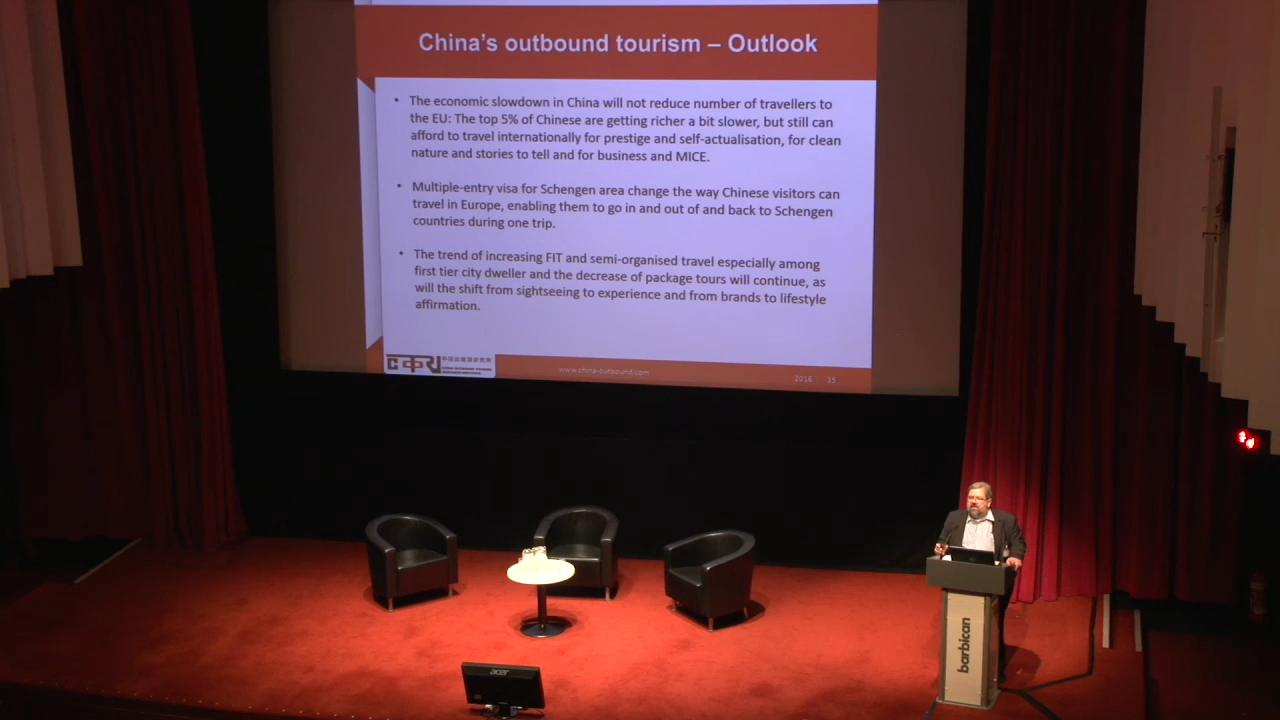 China's outbound tourism – Outlook
• The economic slowdown in China will not reduce number of travellers to
the EU: The top 5% of Chinese are getting richer a bit slower, but still can
afford to travel internationally for prestige and self-actualisation, for clean
nature and stories to tell and for business and MICE.
• Multiple-entry visa for Schengen area change the way Chinese visitors can
travel in Europe, enabling them to go in and out of and back to Schengen
countries during one trip.
• The trend of increasing FIT and semi-organised travel especially among
first tier city dweller and the decrease of package tours will continue, as
will the shift from sightseeing to experience and from brands to lifestyle
affirmation.
www.china-outbound.com
2016 35
barbican
acer